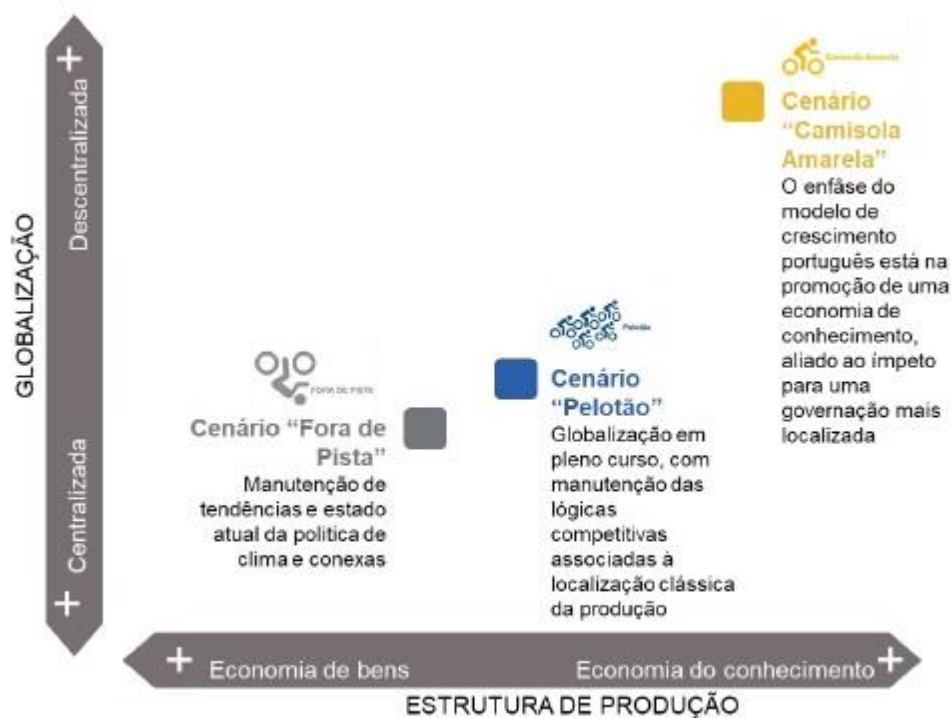 GLOBALIZAÇÃO
+
Descentralizada
Centralizada
+
Camisola Amarela
Cenário
“Camisola
Amarela”
O enfâse do
modelo de
crescimento
português está na
promoção de uma
economia de
conhecimento,
aliado ao ímpeto
para uma
governação mais
localizada
Pelotão
Cenário
“Pelotão”
Globalização em
pleno curso, com
manutenção das
lógicas
competitivas
associadas à
localização clássica
da produção
FORA DE PISTA
Cenário “Fora de
Pista”
Manutenção de
tendências e estado
atual da politica de
clima e conexas
+ Economia de bens
Economia do conhecimento +
ESTRUTURA DE PRODUÇÃO